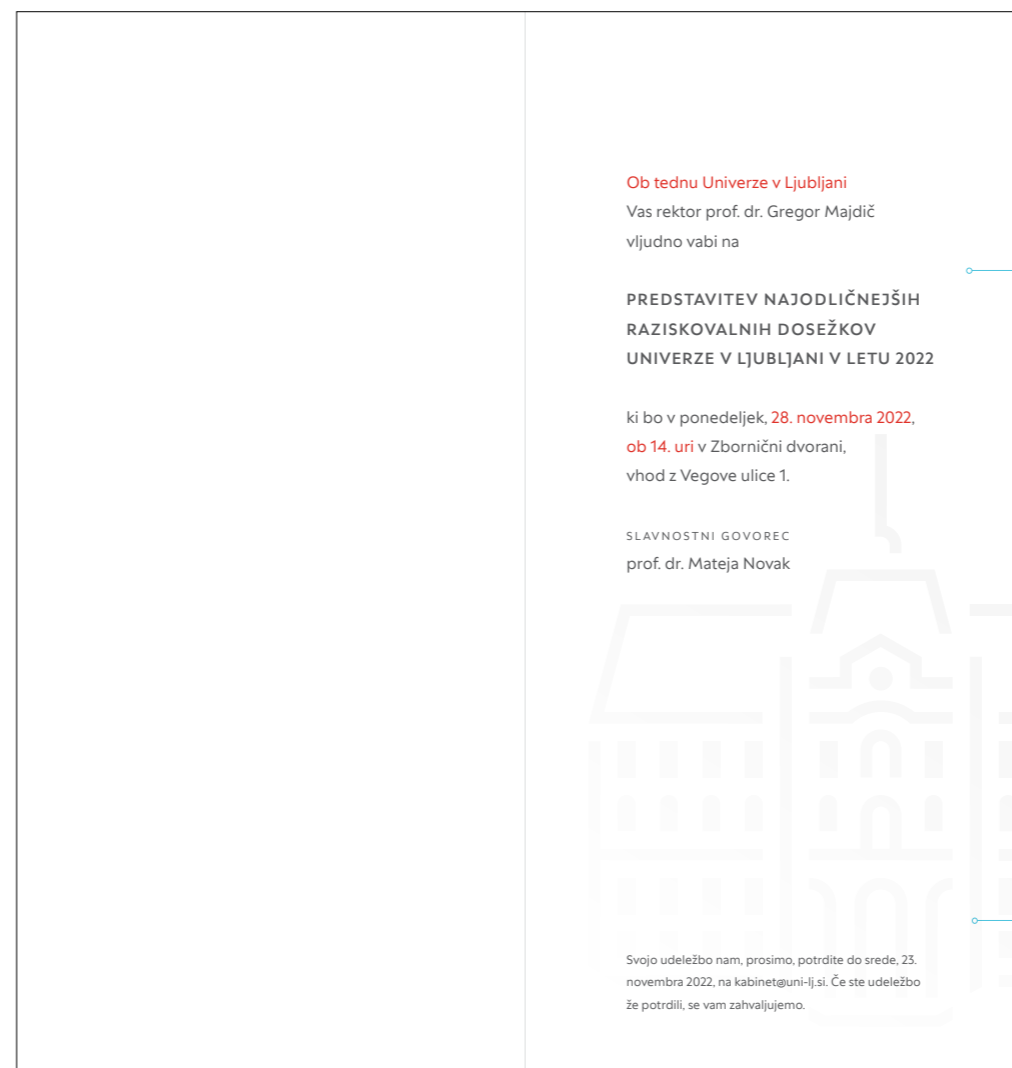 Ob tednu Univerze v Ljubljani
Vas rektor prof. dr. Gregor Majdič
vljudno vabi na
PREDSTAVITEV NAJODLIČNEJŠIH
RAZISKOVALNIH DOSEŽKOV
UNIVERZE V LJUBLJANI V LETU 2022
ki bo v ponedeljek, 28. novembra 2022,
ob 14. uri v Zbornični dvorani,
vhod z Vegove ulice 1.
SLAVNOSTNI GOVOREC
prof. dr. Mateja Novak
Svojo udeležbo nam, prosimo, potrdite do srede, 23.
novembra 2022, na kabinet@uni-lj.si. Če ste udeležbo
že potrdili, se vam zahvaljujemo.